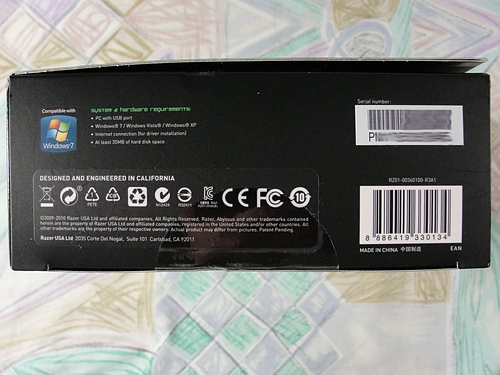 Compatible with
Windows®7
system & hardware requirements:
• PC with USB port
• Windows® 7 / Windows Vista® / Windows® XP
• Internet connection (for driver installation)
• At least 35MB of hard disk space
Serial number:
DESIGNED AND ENGINEERED IN CALIFORNIA
PETE
N12424
CE FC 10
©2009-2010 Razer USA Ltd and affiliated companies, All Rights Reserved. Razer, Abyssus and other trademarks contained
herein are the property of Razer USA Ltd and/or affiliated companies, registered in the United States and/or other countries. All
other trademarks are the property of their respective owners. Actual product may differ from pictures. Patent Pending.
Razer USA Ltd 2035 Corte Del Nogal, Suite 101 Carlsbad, CA 92011
RZ01-00360100-R3A1
8 886419 330134
MADE IN CHINA 中国制造 EAN